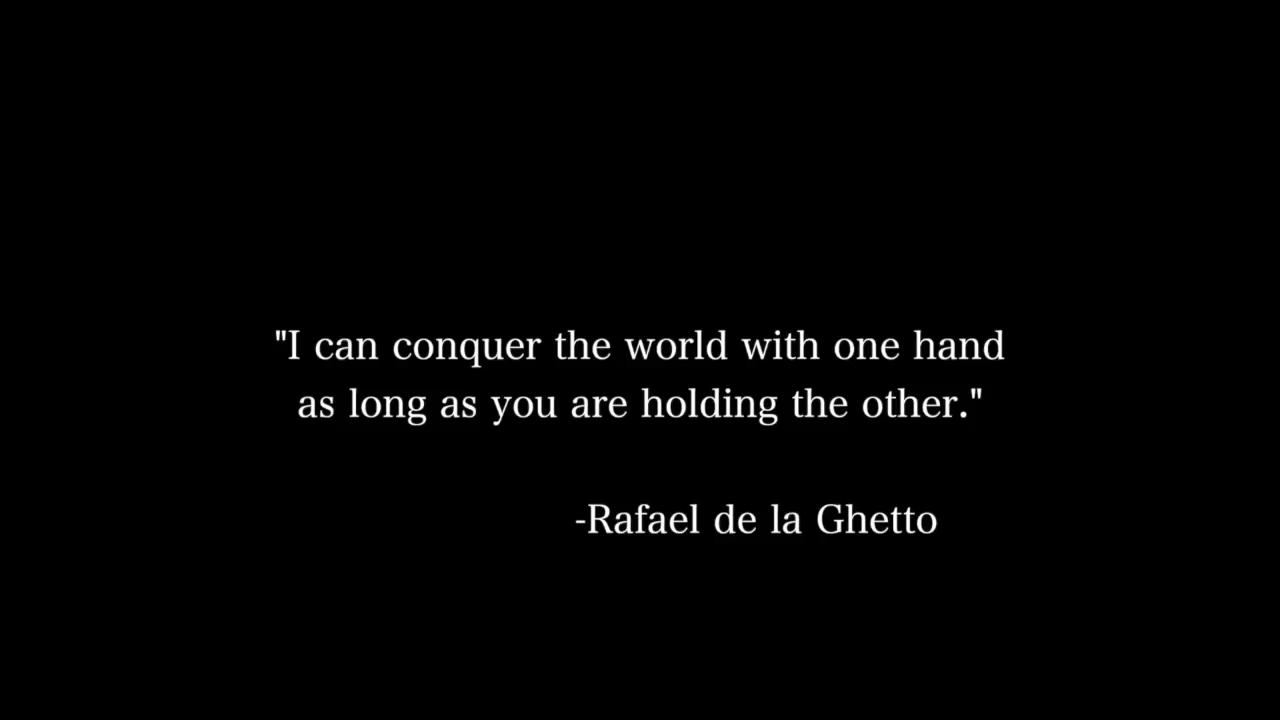 "I can conquer the world with one hand
as long as you are holding the other."
-Rafael de la Ghetto